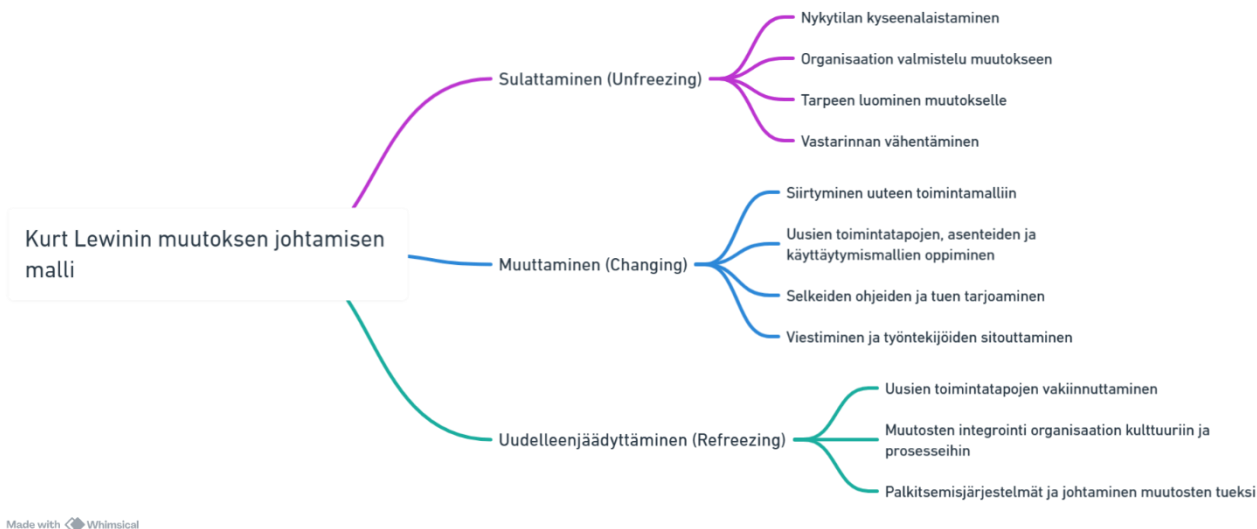 Kurt Lewinin muutoksen johtamisen
malli
Sulattaminen (Unfreezing)
Nykytilan kyseenalaistaminen
Organisaation valmistelu muutokseen
Tarpeen luominen muutokselle
Vastarinnan vähentäminen
Muuttaminen (Changing)
Siirtyminen uuteen toimintamalliin
Uusien toimintatapojen, asenteiden ja
käyttäytymismallien oppiminen
Selkeiden ohjeiden ja tuen tarjoaminen
Viestiminen ja työntekijöiden sitouttaminen
Uudelleenjäädyttäminen (Refreezing)
Uusien toimintatapojen vakiinnuttaminen
Muutosten integrointi organisaation kulttuuriin ja
prosesseihin
Palkitsemisjärjestelmät ja johtaminen muutosten tueksi
Made with Whimsical